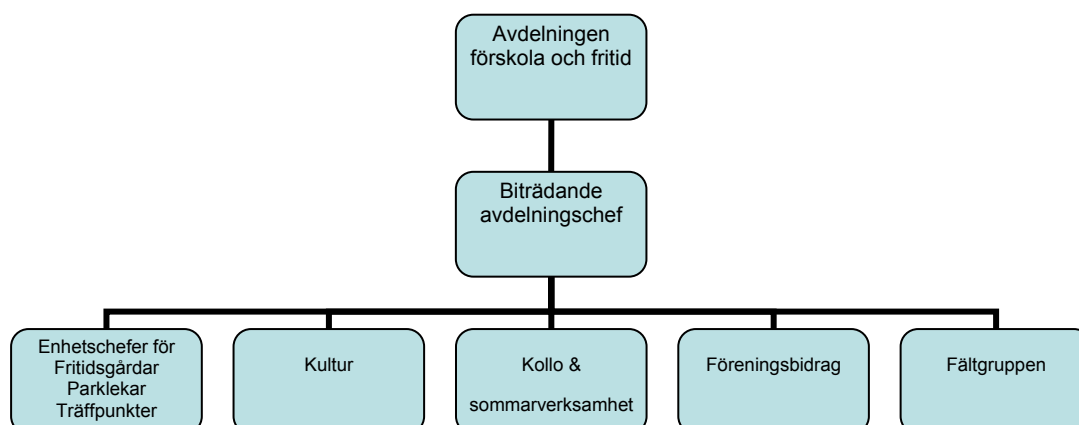 Avdelningen
förskola och fritid
Biträdande
avdelningschef
Enhetschefer för
Fritidsgårdar
Parklekar
Träffpunkter
Kultur
Kollo &
sommarverksamhet
Föreningsbidrag
Fältgruppen